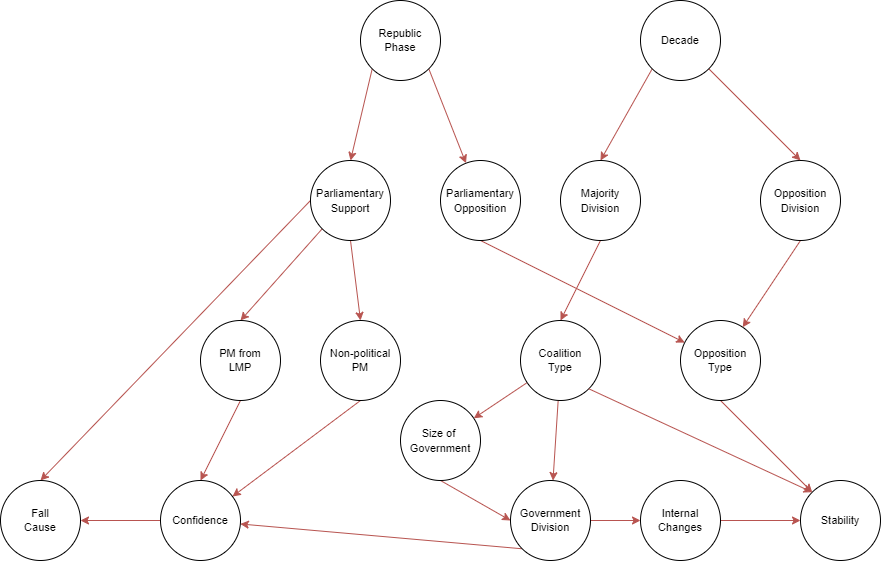 Republic
Phase
Decade
Parliamentary
Support
Parliamentary
Opposition
Majority
Division
Opposition
Division
PM from
LMP
Non-political
PM
Coalition
Type
Opposition
Type
Size of
Government
Fall
Cause
Confidence
Government
Division
Internal
Changes
Stability